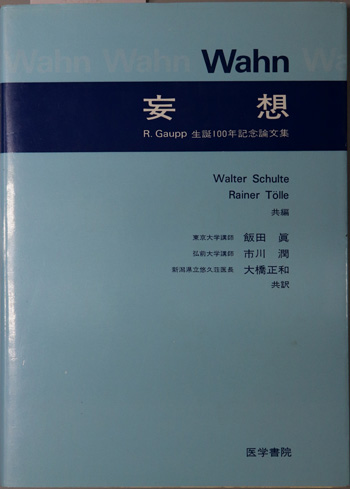 Wahn Wahn Wahn Wa
妄想
R. Gaupp 生誕100年記念論文集
Walter Schulte
Rainer Tölle
共編
東京大学講師 飯田 眞
弘前大学講師 市川 潤
新潟県立悠久荘医長 大橋正和
共訳
医学書院